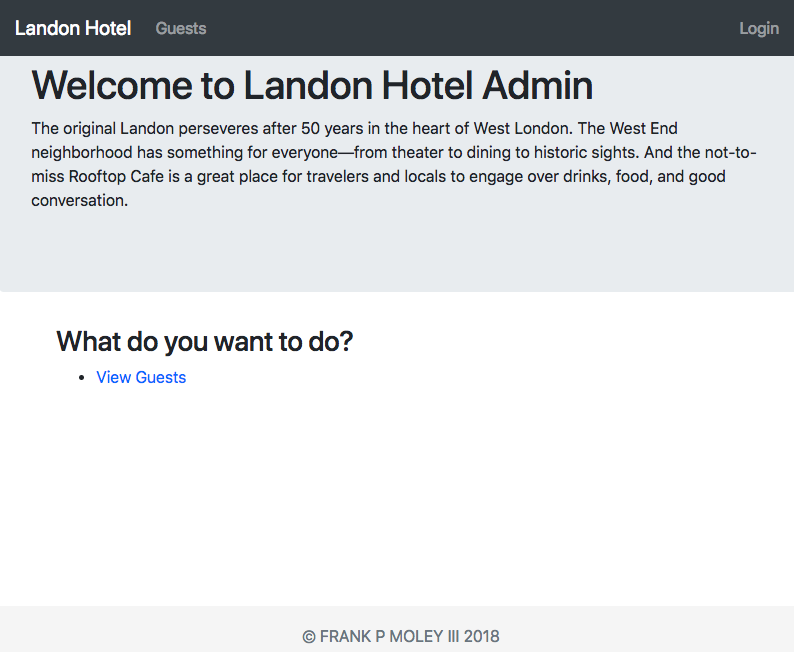 Landon Hotel Guests Login
Welcome to Landon Hotel Admin
The original Landon perseveres after 50 years in the heart of West London. The West End
neighborhood has something for everyone—from theater to dining to historic sights. And the not-to-
miss Rooftop Cafe is a great place for travelers and locals to engage over drinks, food, and good
conversation.
What do you want to do?
• View Guests
© FRANK P MOLEY III 2018